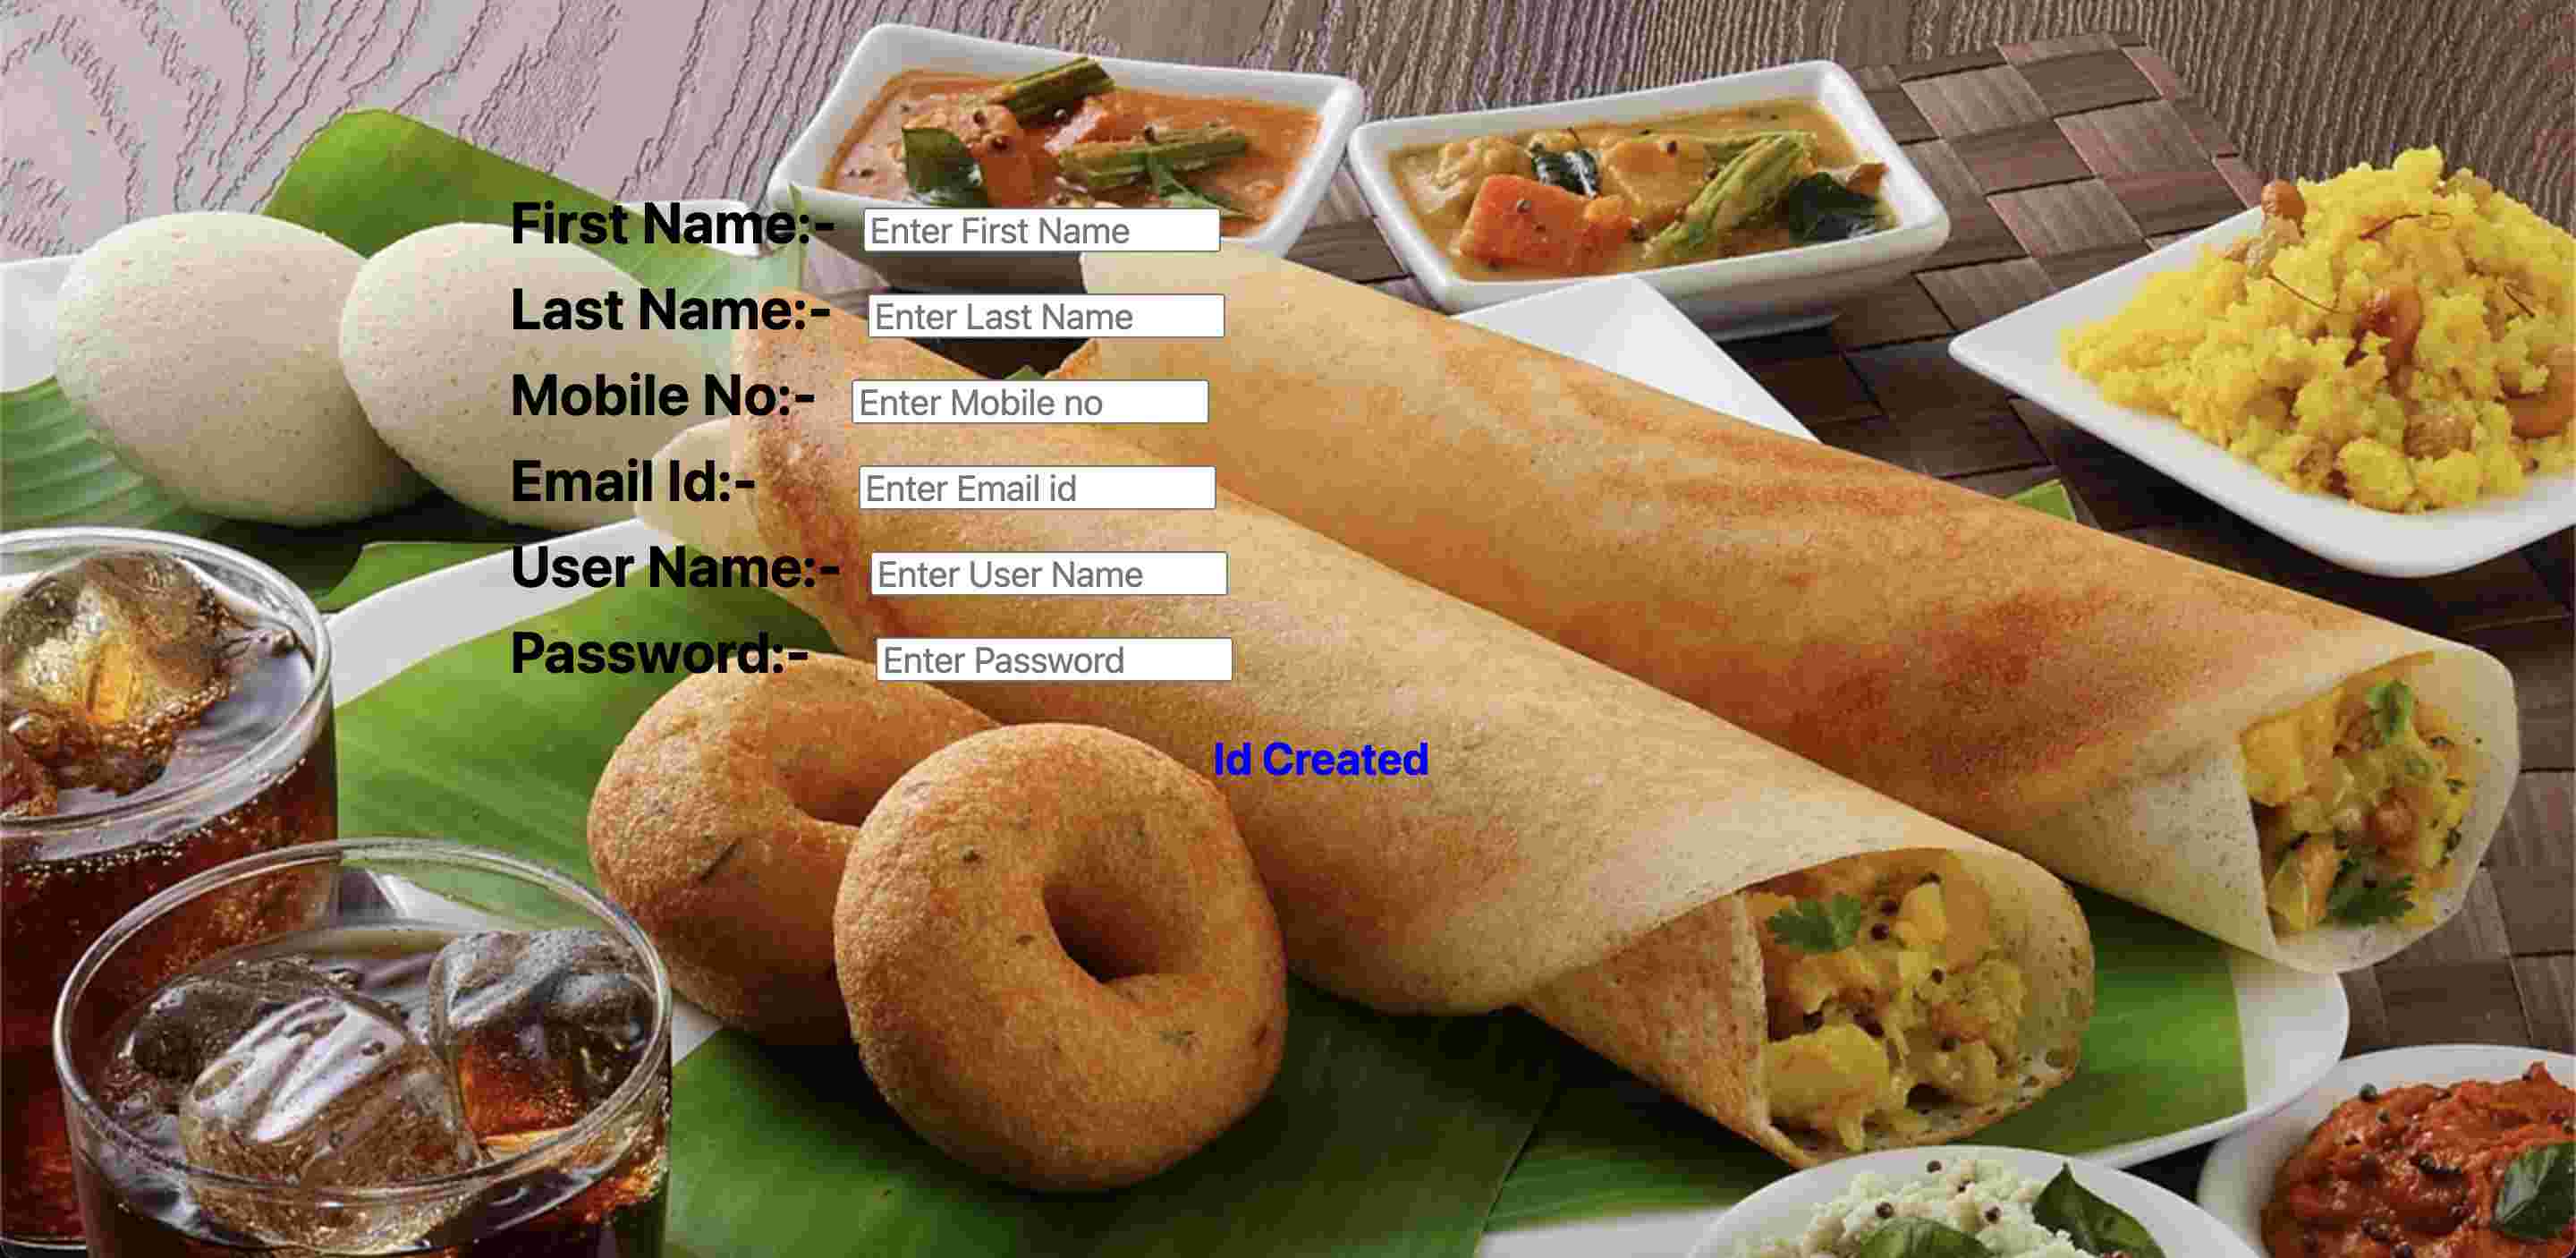 First Name:- Enter First Name
Last Name:- Enter Last Name
Mobile No:- Enter Mobile no
Email Id:- Enter Email id
User Name:- Enter User Name
Password:- Enter Password
Id Created